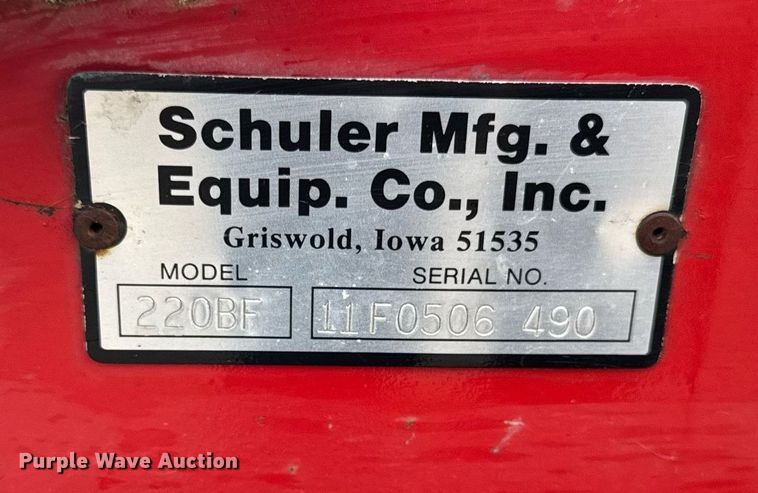 Schuler Mfg. &
Equip. Co., Inc.
Griswold, Iowa 51535
MODEL SERIAL NO.
220BF 11F0506 490
Purple Wave Auction